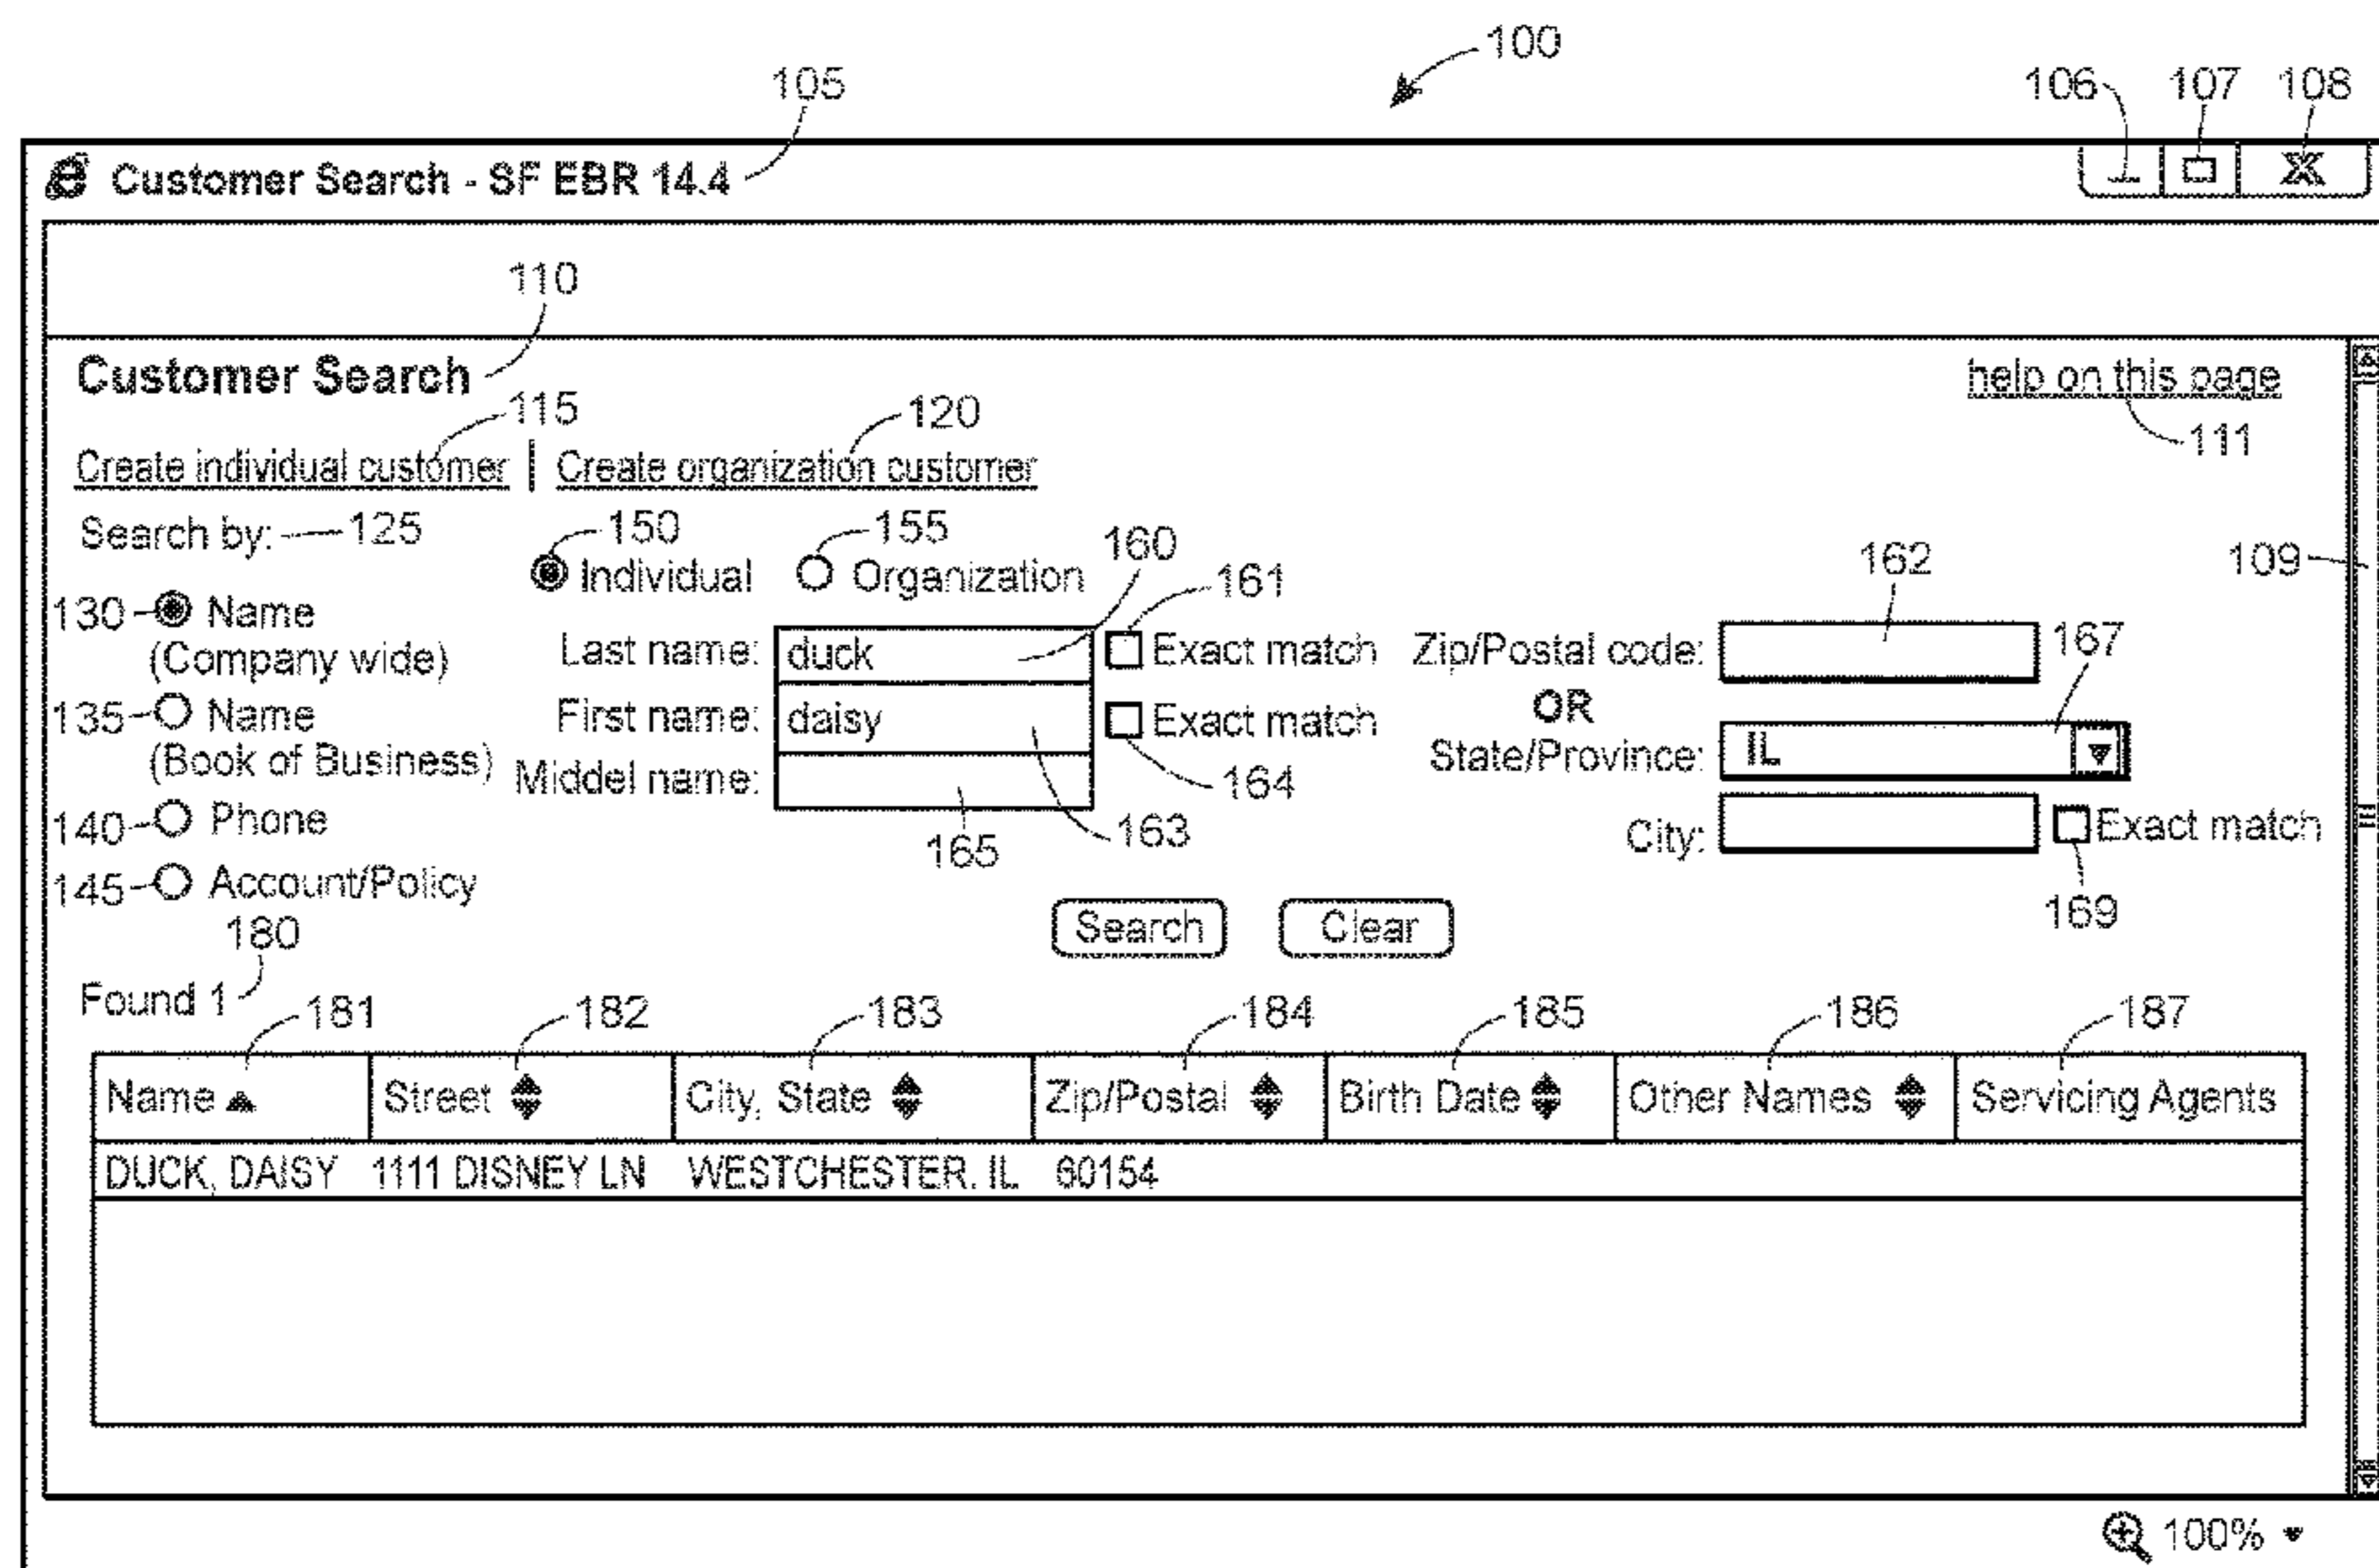 100
105 106 107 108
Customer Search - SF EBR 14.4
110
Customer Search help on this page
115 120 111
Create individual customer | Create organization customer
Search by: 125 150 155 160 162 109
Individual Organization 161
130 Name
(Company wide) Last name: duck Exact match Zip/Postal code: 167
135 Name First name: daisy Exact match OR
(Book of Business) Middel name: 164 State/Province: IL
140 Phone 165 163 City: Exact match
145 Account/Policy 169
180 Search Clear
Found 1 181 182 183 184 185 186 187
Name Street City, State Zip/Postal Birth Date Other Names Servicing Agents
DUCK, DAISY 1111 DISNEY LN WESTCHESTER, IL 60154
100%